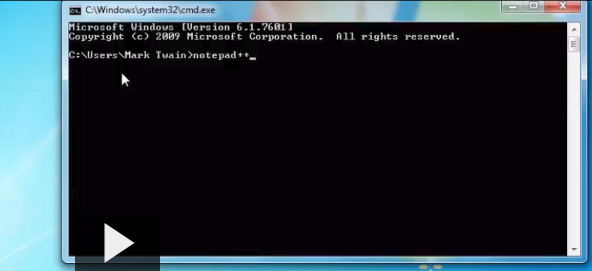 C:\Windows\system32\cmd.exe
Microsoft Windows [Version 6.1.7601]
Copyright (c) 2009 Microsoft Corporation.  All rights reserved.
C:\Users\Mark Twain>notepad++_